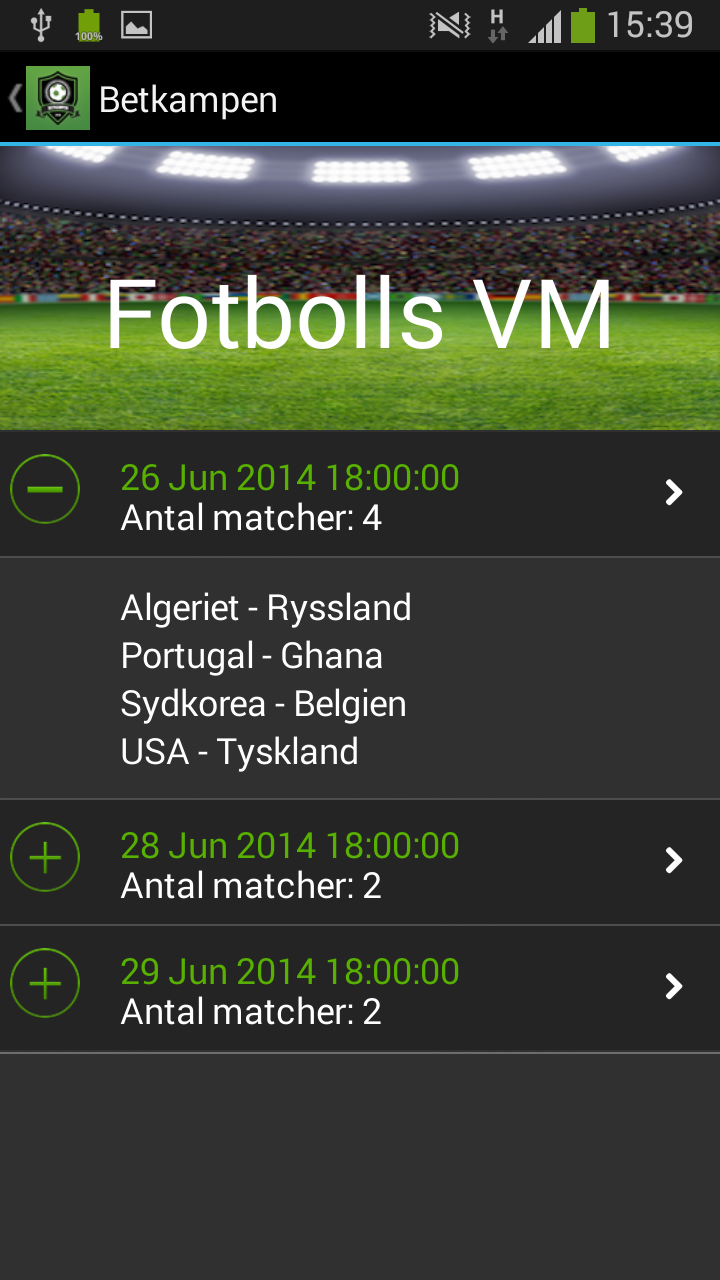 100%
H
15:39
Betkampen
Fotbolls VM
26 Jun 2014 18:00:00
Antal matcher: 4
Algeriet - Ryssland
Portugal - Ghana
Sydkorea - Belgien
USA - Tyskland
28 Jun 2014 18:00:00
Antal matcher: 2
29 Jun 2014 18:00:00
Antal matcher: 2